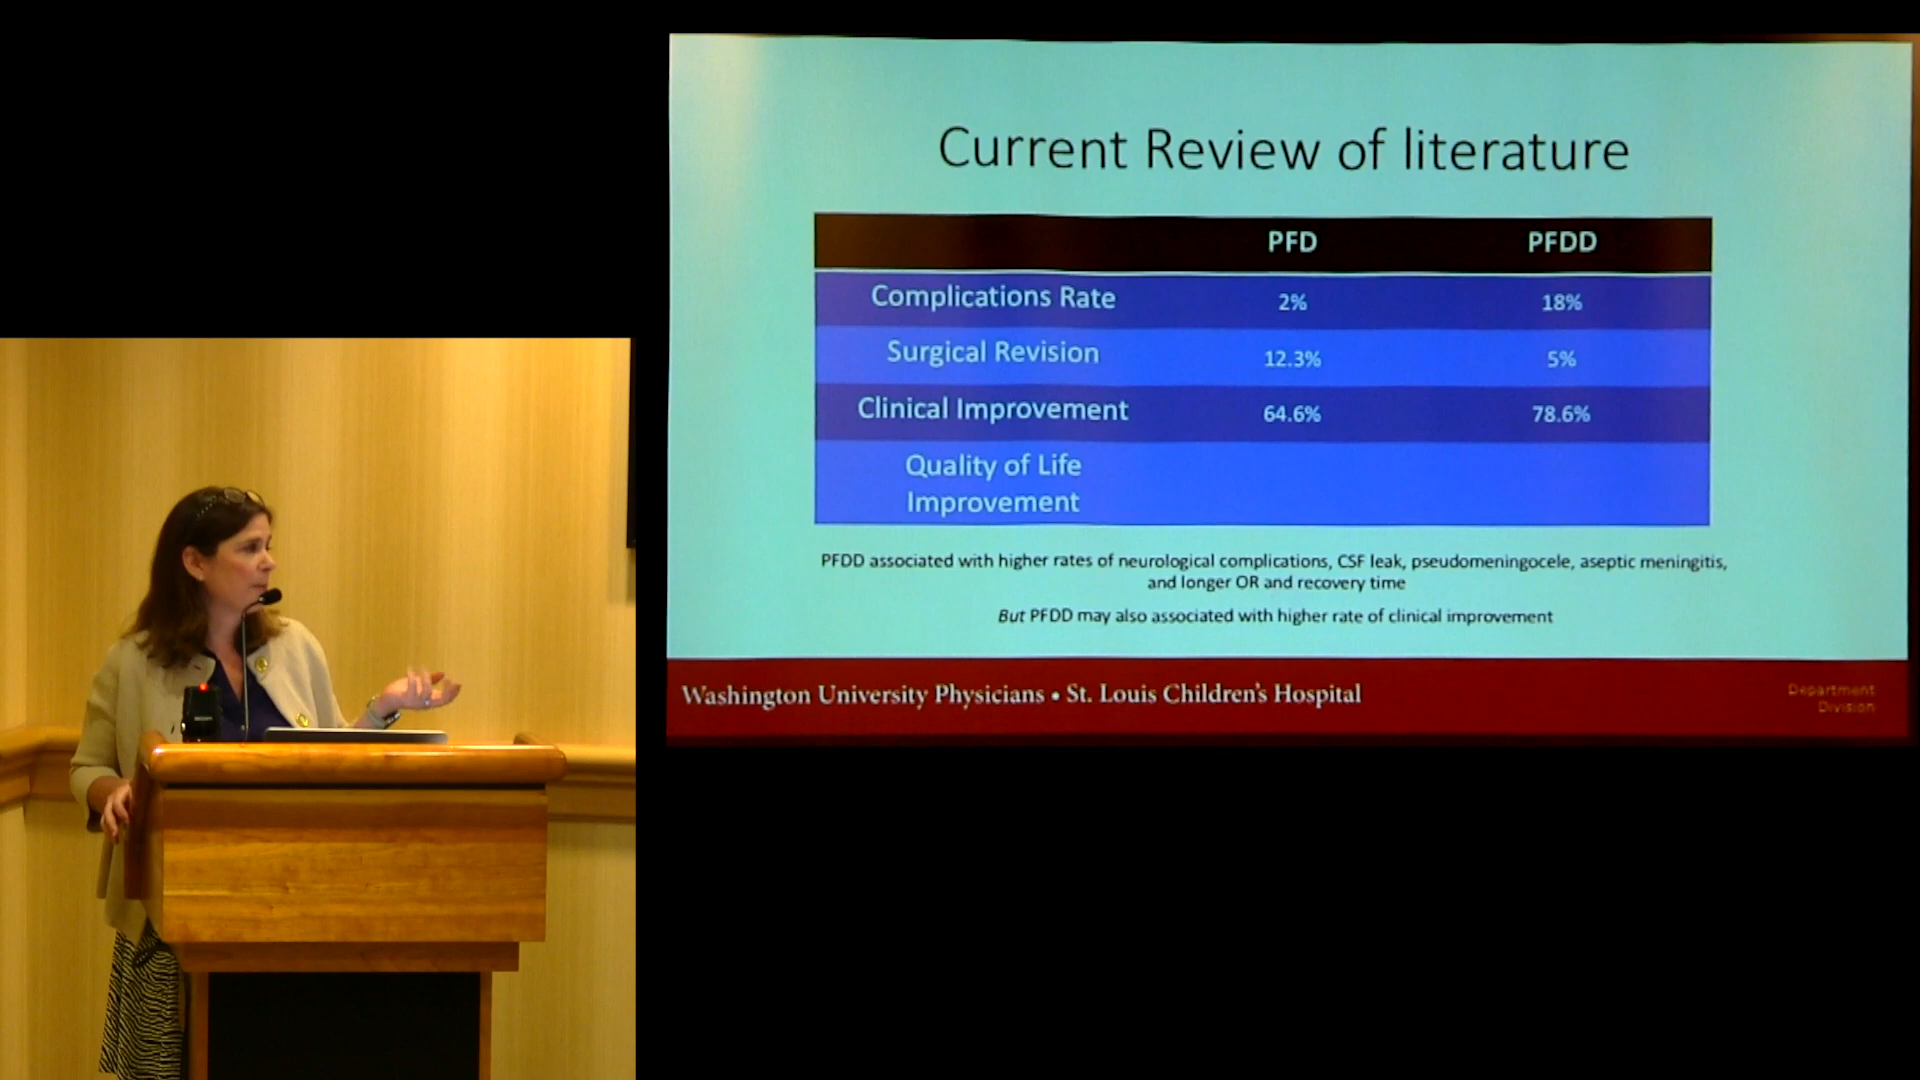 Current Review of literature
PFD PFDD
Complications Rate 2% 18%
Surgical Revision 12.3% 5%
Clinical Improvement 64.6% 78.6%
Quality of Life
Improvement
PFDD associated with higher rates of neurological complications, CSF leak, pseudomeningocele, aseptic meningitis,
and longer OR and recovery time
But PFDD may also associated with higher rate of clinical improvement
Washington University Physicians • St. Louis Children's Hospital
Department
Division